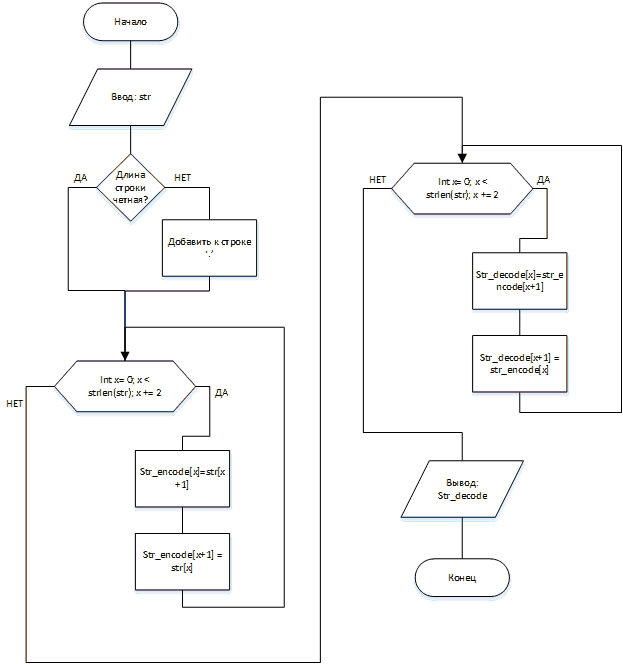 Начало
Ввод: str
Длина
строки
четная?
ДА
НЕТ
Добавить к строке
'.'
Int x= 0; x <
strlen(str); x += 2
НЕТ
ДА
Str_encode[x]=str[x
+1]
Str_encode[x+1] =
str[x]
Int x= 0; x <
strlen(str); x += 2
НЕТ
ДА
Str_decode[x]=str_e
ncode[x+1]
Str_decode[x+1] =
str_encode[x]
Вывод:
Str_decode
Конец